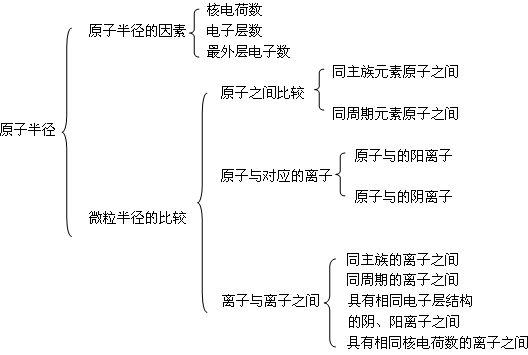 原子半径
原子半径的因素
核电荷数
电子层数
最外层电子数
微粒半径的比较
原子之间比较
同主族元素原子之间
同周期元素原子之间
原子与对应的离子
原子与的阳离子
原子与的阴离子
离子与离子之间
同主族的离子之间
同周期的离子之间
具有相同电子层结构
的阴、阳离子之间
具有相同核电荷数的离子之间